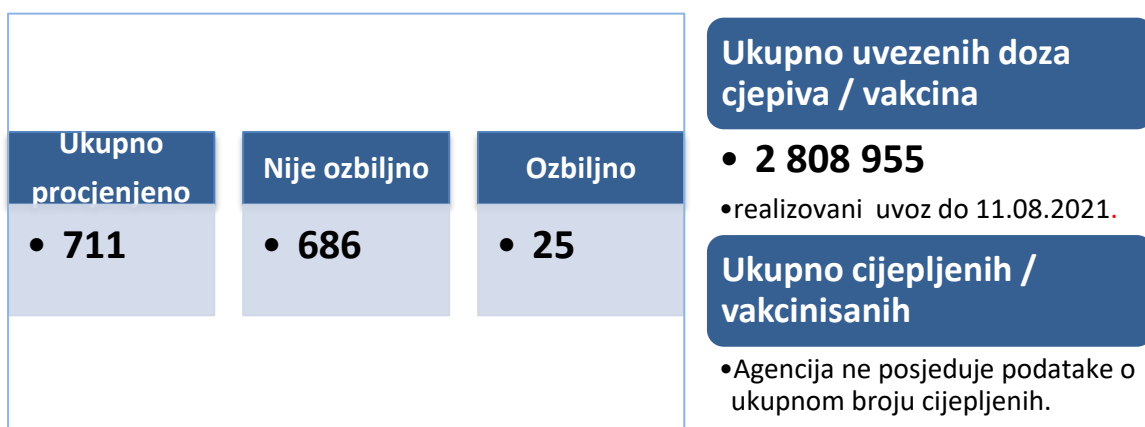 Ukupno
procjenjeno
• 711
Nije ozbiljno
• 686
Ozbiljno
• 25
Ukupno uvezenih doza
cjepiva / vakcina
• 2 808 955
•realizovani uvoz do 11.08.2021.
Ukupno cijepljenih /
vakcinisanih
•Agencija ne posjeduje podatake o
ukupnom broju cijepljenih.